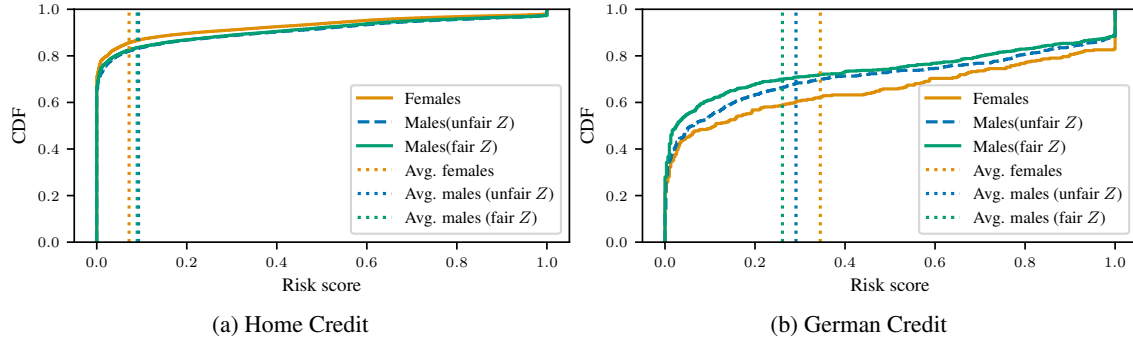 1.0
0.8
0.6
0.4
0.2
0.0
CDF
Females
Males(unfair Z)
Males(fair Z)
Avg. females
Avg. males (unfair Z)
Avg. males (fair Z)
0.0 0.2 0.4 0.6 0.8 1.0
Risk score
(a) Home Credit
1.0
0.8
0.6
0.4
0.2
0.0
CDF
Females
Males(unfair Z)
Males(fair Z)
Avg. females
Avg. males (unfair Z)
Avg. males (fair Z)
0.0 0.2 0.4 0.6 0.8 1.0
Risk score
(b) German Credit